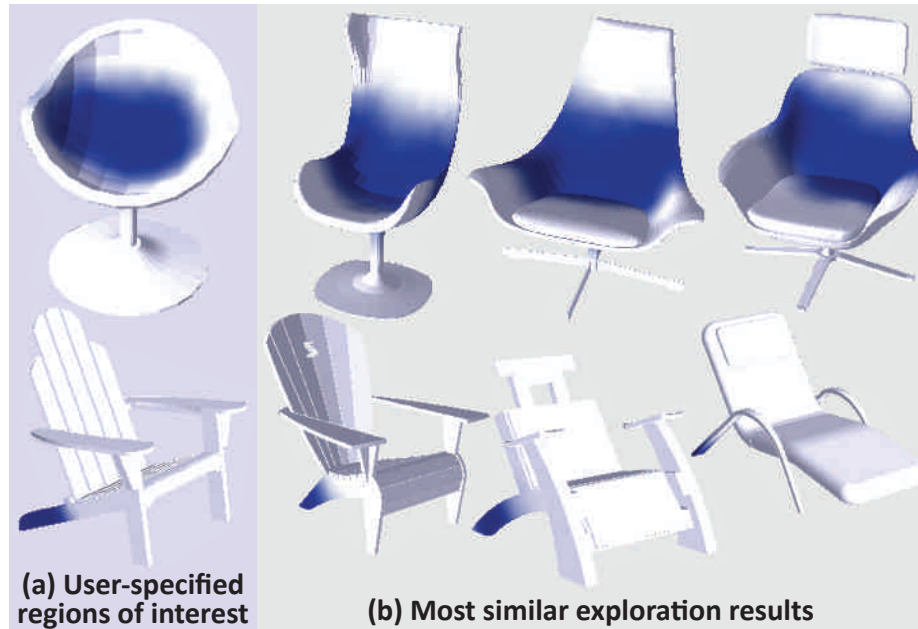 (a) User-specified
regions of interest
(b) Most similar exploration results